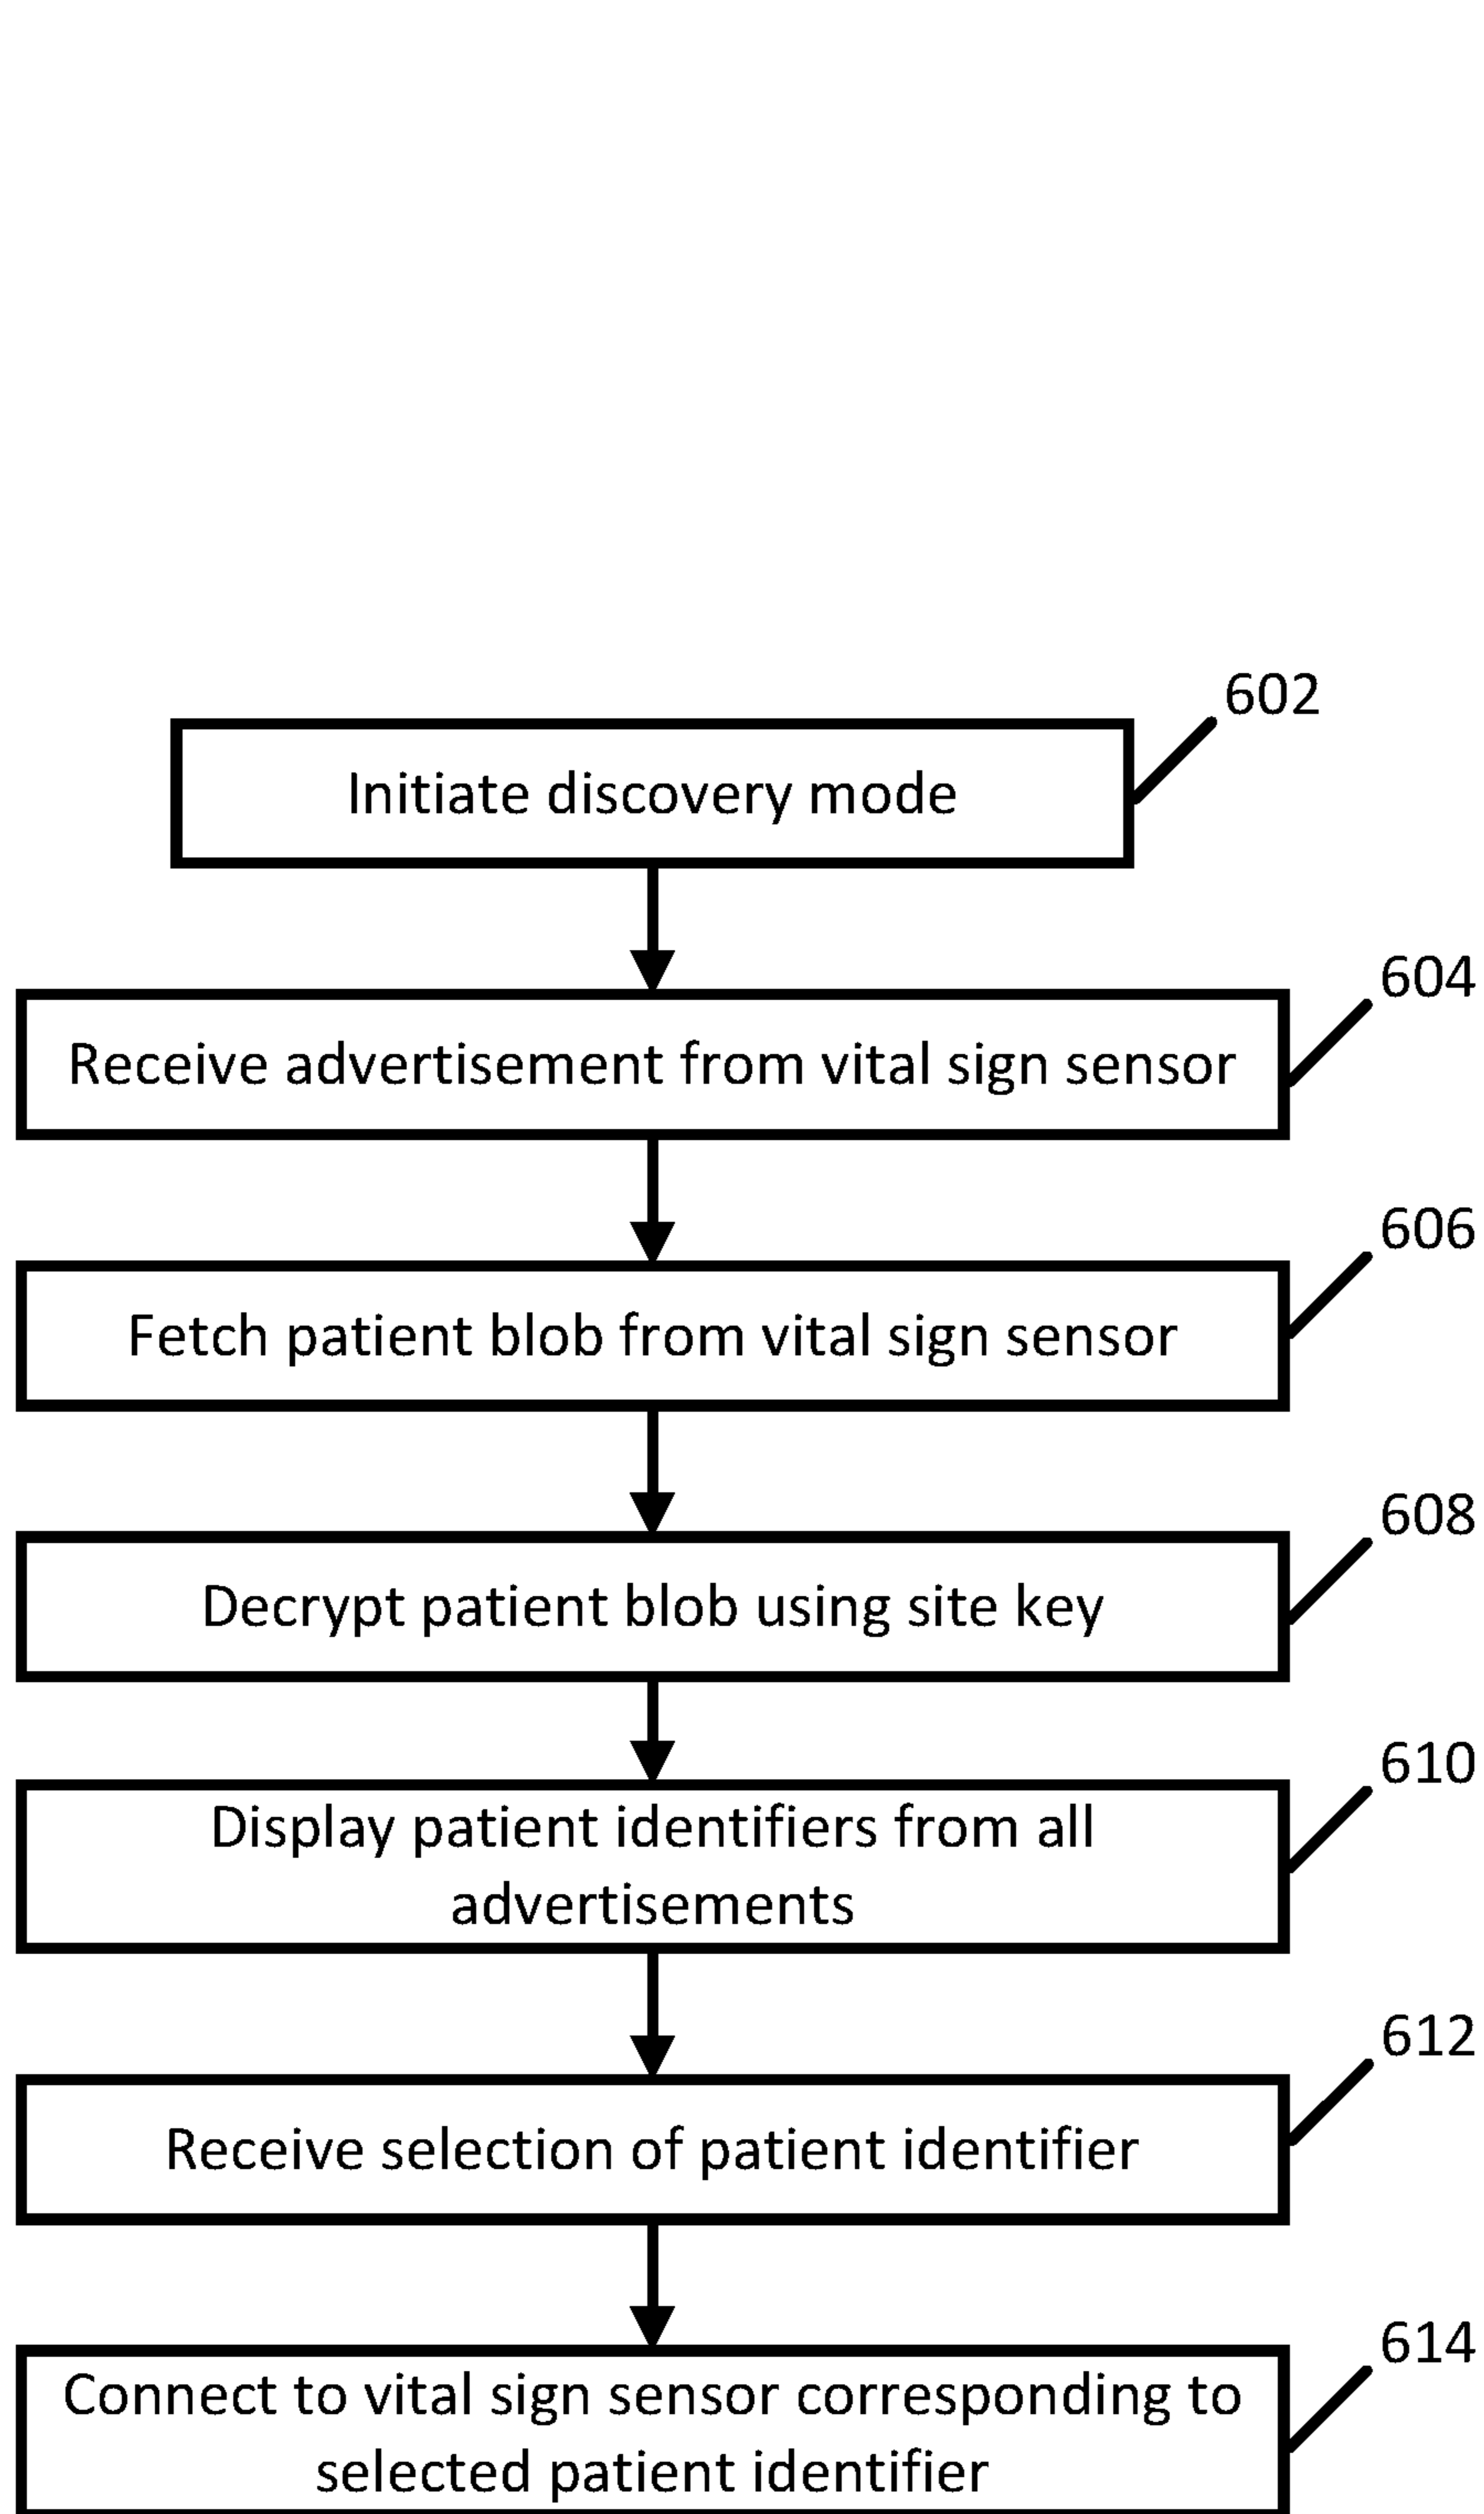 602
Initiate discovery mode
604
Receive advertisement from vital sign sensor
606
Fetch patient blob from vital sign sensor
608
Decrypt patient blob using site key
610
Display patient identifiers from all
advertisements
612
Receive selection of patient identifier
614
Connect to vital sign sensor corresponding to
selected patient identifier